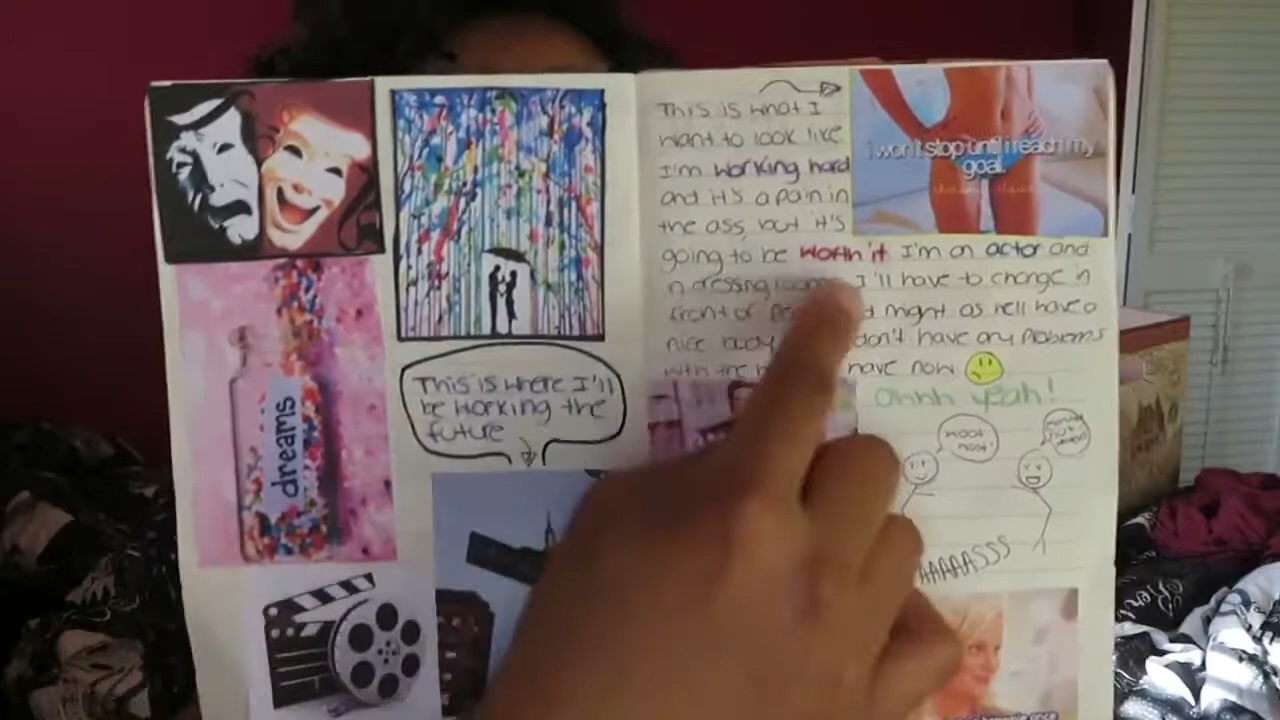 dreams
This is where I'll
be working the
future
This is what I
want to look like
I'm working hard
and it's a pain in
the ass, but it's
going to be worth it I'm an actor and
I'll have to change in
front of might as well have a
nice body don't have any problems
have now
i won't stop until i reach my
goal.
Ohhh yeah!
WOOT
WOOT!